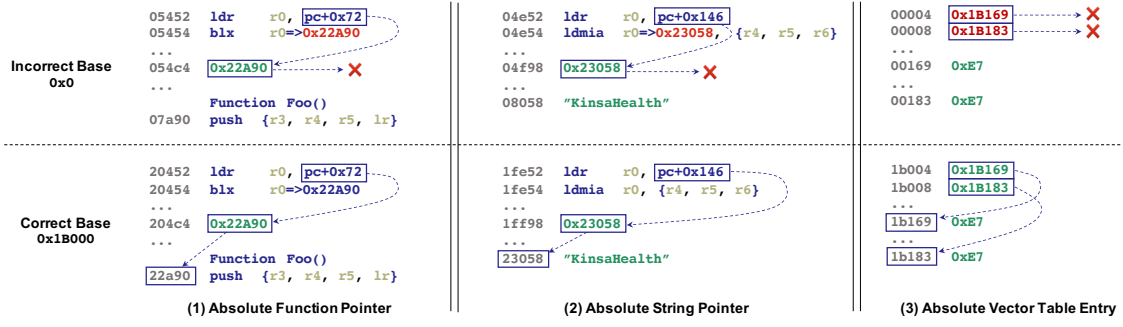 Incorrect Base
0x0
05452 ldr r0, pc+0x72
05454 blx r0=>0x22A90
...
054c4 0x22A90
...
Function Foo()
07a90 push {r3, r4, r5, lr}
04e52 ldr r0, pc+0x146
04e54 ldmia r0=>0x23058, {r4, r5, r6}
...
04f98 0x23058
...
08058 "KinsaHealth"
00004 0x1B169
00008 0x1B183
...
00169 0xE7
...
00183 0xE7
Correct Base
0x1B000
20452 ldr r0, pc+0x72
20454 blx r0=>0x22A90
...
204c4 0x22A90
...
Function Foo()
22a90 push {r3, r4, r5, lr}
1fe52 ldr r0, pc+0x146
1fe54 ldmia r0, {r4, r5, r6}
...
1ff98 0x23058
...
23058 "KinsaHealth"
1b004 0x1B169
1b008 0x1B183
...
1b169 0xE7
...
1b183 0xE7
(1) Absolute Function Pointer
(2) Absolute String Pointer
(3) Absolute Vector Table Entry